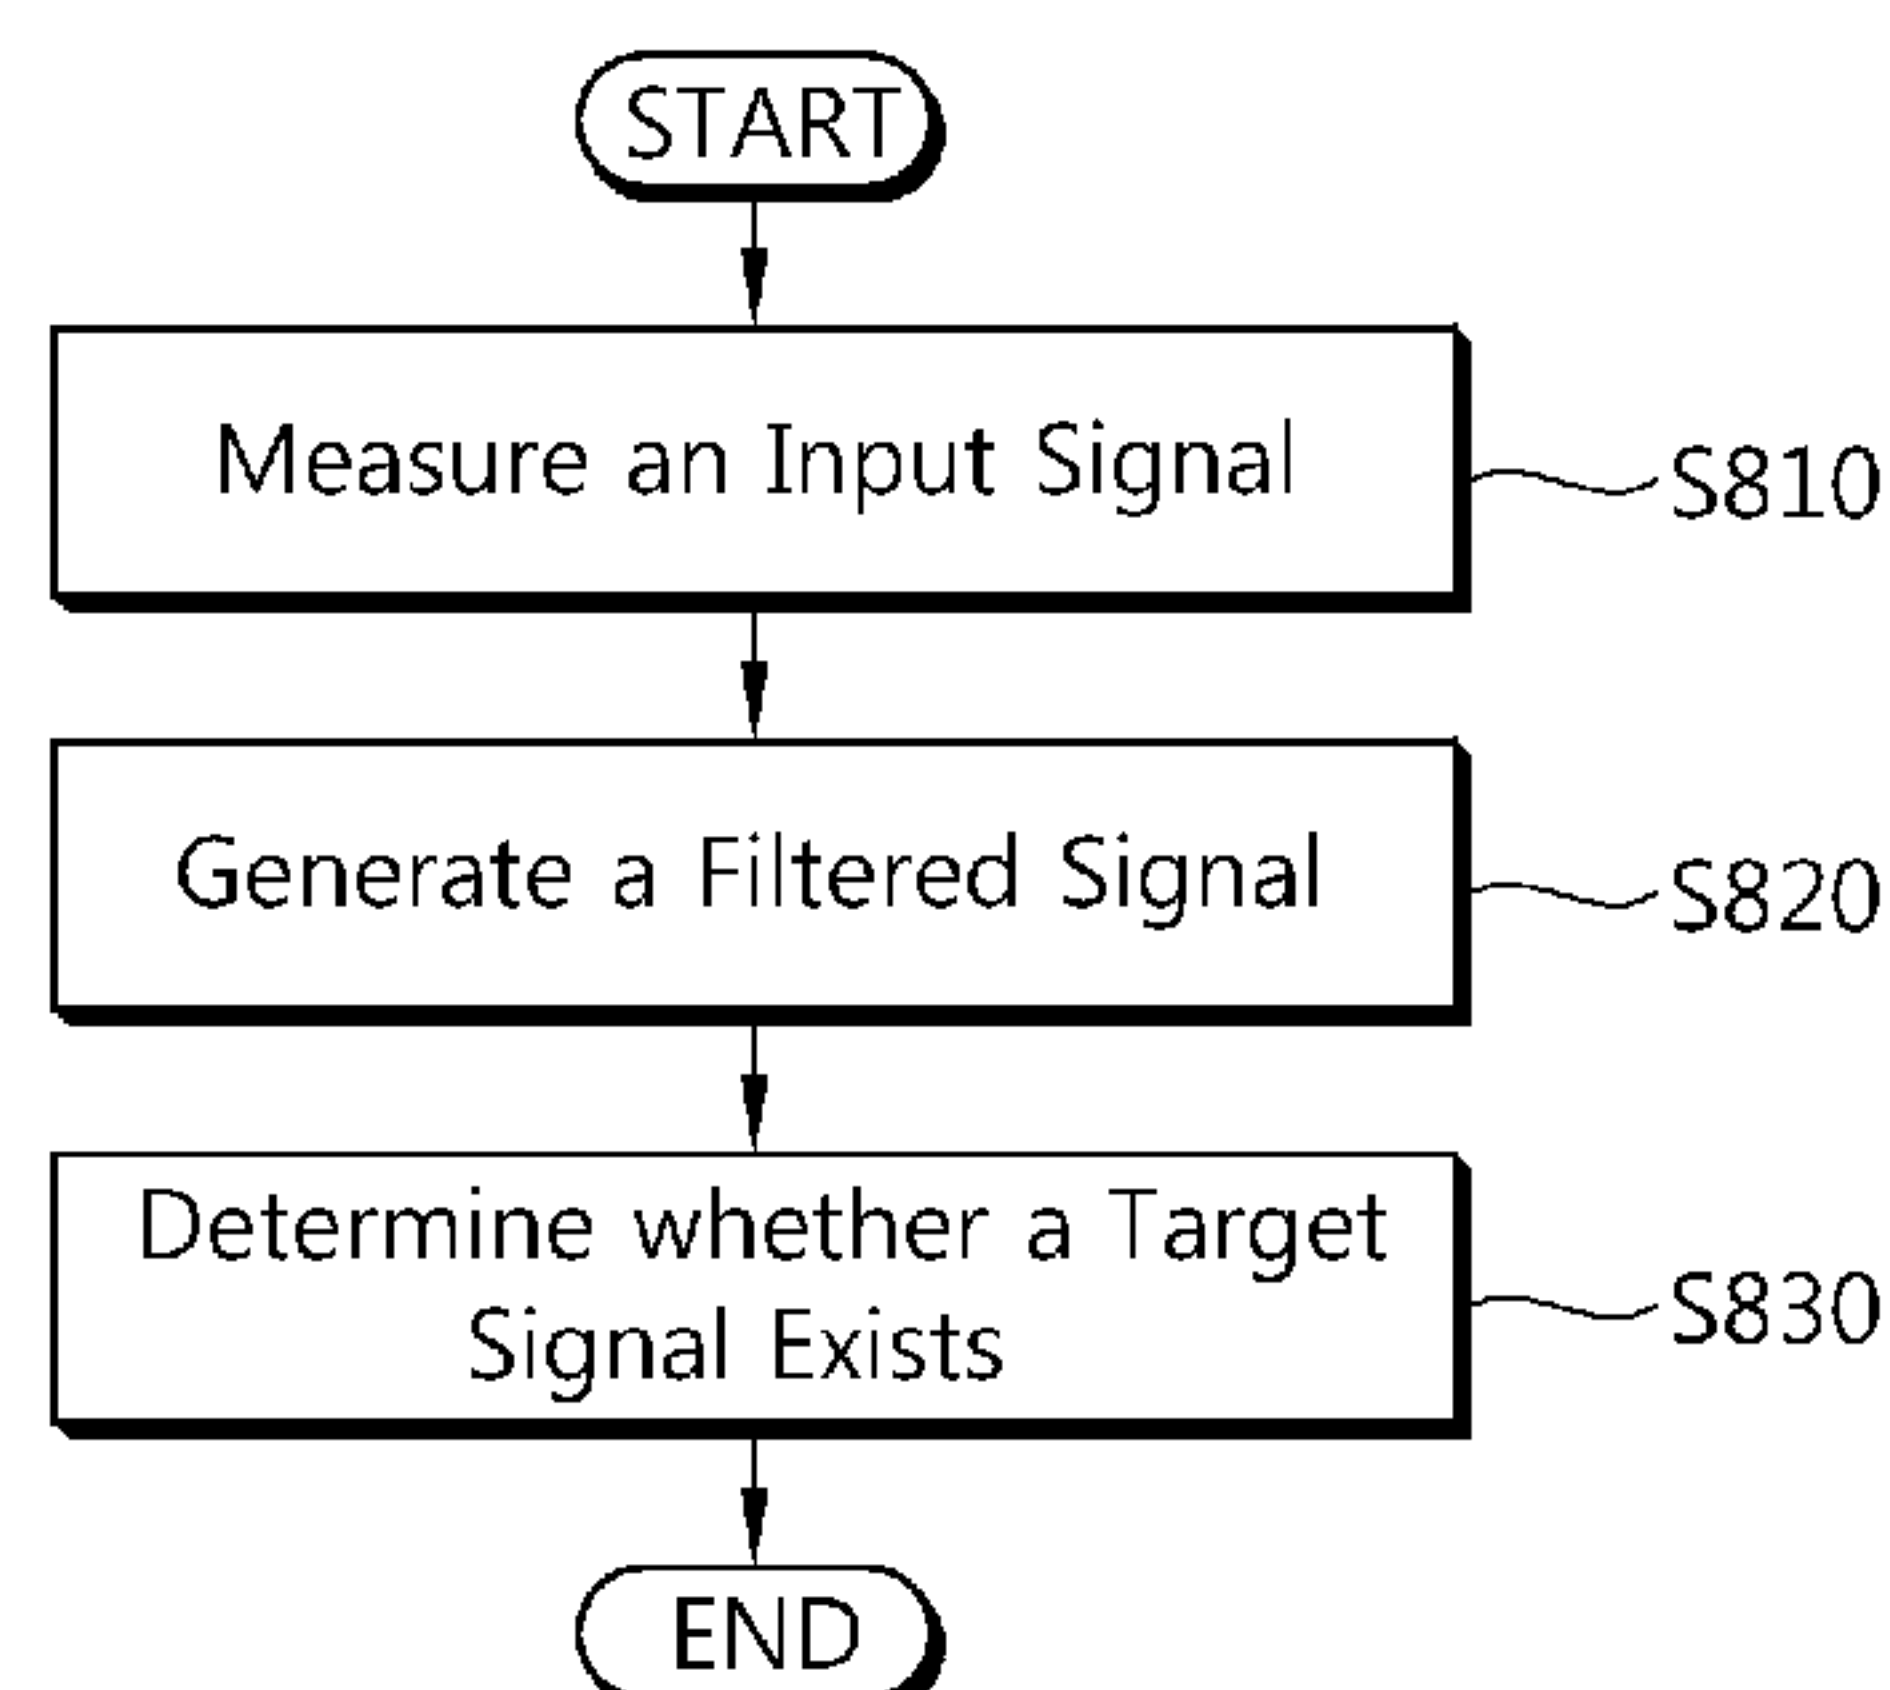 START
Measure an Input Signal
S810
Generate a Filtered Signal
S820
Determine whether a Target
Signal Exists
S830
END